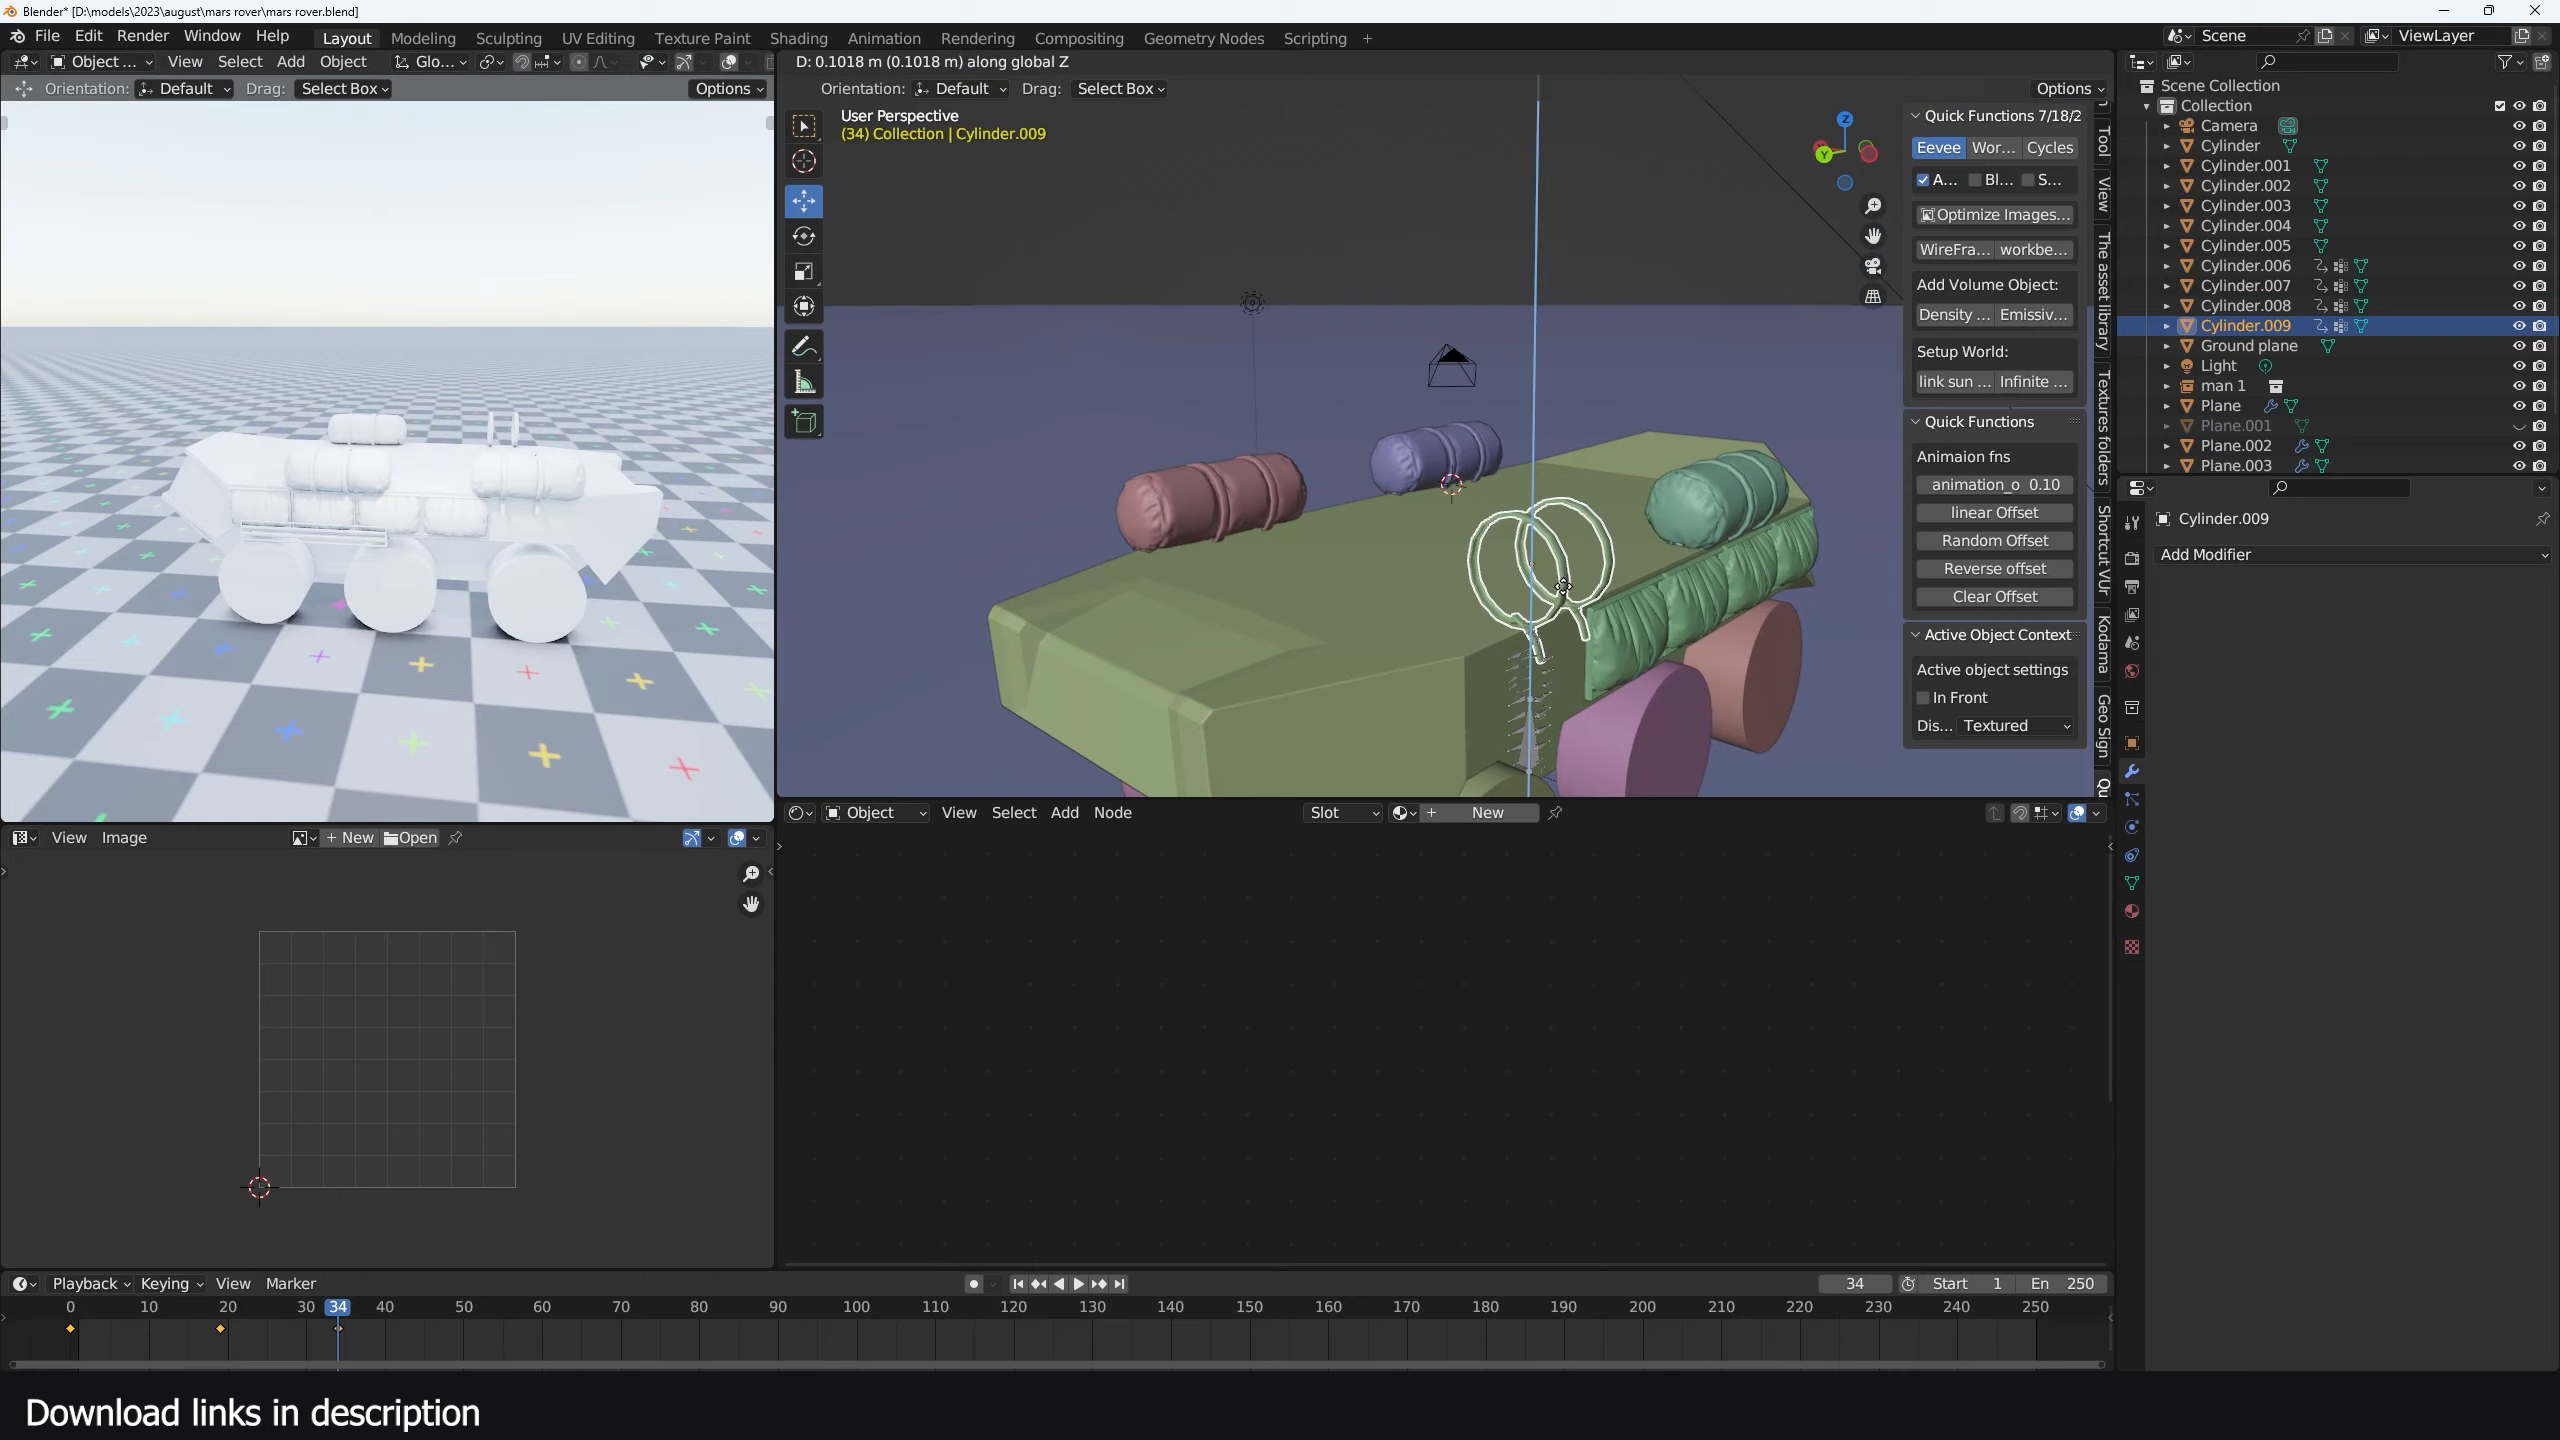 Blender* [D:\models\2023\august\mars rover\mars rover.blend]
File Edit Render Window Help Layout Modeling Sculpting UV Editing Texture Paint Shading Animation Rendering Compositing Geometry Nodes Scripting + Scene ViewLayer
Object ... View Select Add Object Glo...
D: 0.1018 m (0.1018 m) along global Z
Orientation: Default Drag: Select Box Options
Orientation: Default Drag: Select Box Options
User Perspective
(34) Collection | Cylinder.009
Z
Y
Quick Functions 7/18/2
Eevee Wor... Cycles
A... Bl... S...
Optimize Images...
WireFra... workbe...
Add Volume Object:
Density ... Emissiv...
Setup World:
link sun ... Infinite ...
Quick Functions
Animaion fns
animation_o 0.10
linear Offset
Random Offset
Reverse offset
Clear Offset
Active Object Context
Active object settings
In Front
Dis... Textured
Tool
View
The asset library
Textures folders
Shortcut VUr
Kodama
Geo Sign
Qu
Scene Collection
Collection
Camera
Cylinder
Cylinder.001
Cylinder.002
Cylinder.003
Cylinder.004
Cylinder.005
Cylinder.006
Cylinder.007
Cylinder.008
Cylinder.009
Ground plane
Light
man 1
Plane
Plane.001
Plane.002
Plane.003
Cylinder.009
Add Modifier
View Image + New Open
Object View Select Add Node Slot + New
Playback Keying View Marker 34 Start 1 En 250
0 10 20 30 34 40 50 60 70 80 90 100 110 120 130 140 150 160 170 180 190 200 210 220 230 240 250
Download links in description